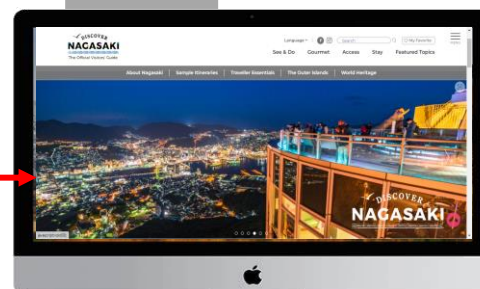 DISCOVER
NAGASAKI
The Official Visitors' Guide
Language
Search
My Favorite
See & Do Gourmet Access Stay Featured Topics
About Nagasaki | Sample Itineraries | Traveller Essentials | The Outer Islands | World Heritage
DISCOVER
NAGASAKI